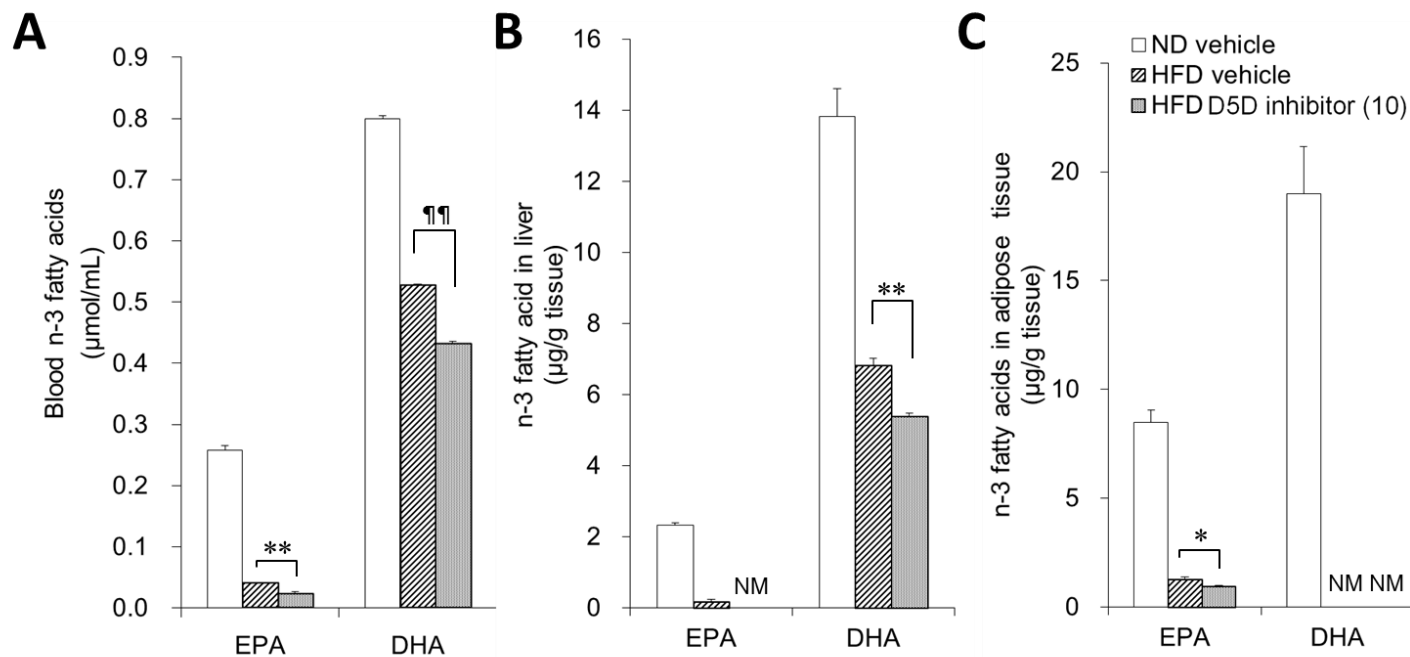 A
Blood n-3 fatty acids
(μmol/mL)
0.9
0.8
0.7
0.6
0.5
0.4
0.3
0.2
0.1
0.0
**
¶¶
EPA
DHA
B
n-3 fatty acid in liver
(μg/g tissue)
16
14
12
10
8
6
4
2
0
NM
**
EPA
DHA
C
n-3 fatty acids in adipose tissue
(μg/g tissue)
25
20
15
10
5
0
ND vehicle
HFD vehicle
HFD D5D inhibitor (10)
*
NM NM
EPA
DHA